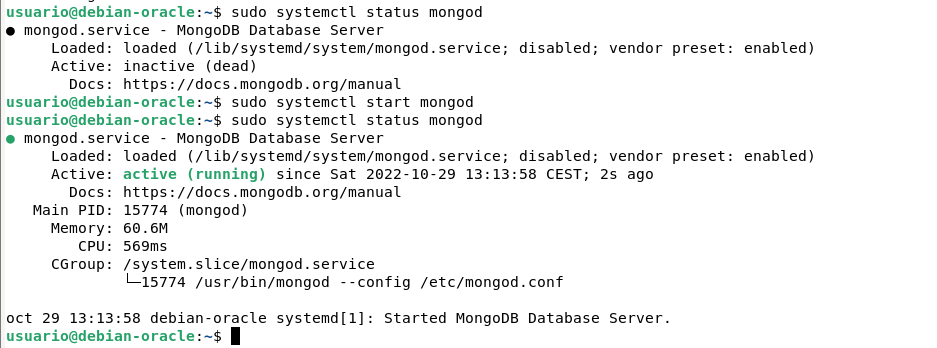 usuario@debian-oracle:~$ sudo systemctl status mongod
● mongod.service - MongoDB Database Server
     Loaded: loaded (/lib/systemd/system/mongod.service; disabled; vendor preset: enabled)
     Active: inactive (dead)
       Docs: https://docs.mongodb.org/manual
usuario@debian-oracle:~$ sudo systemctl start mongod
usuario@debian-oracle:~$ sudo systemctl status mongod
● mongod.service - MongoDB Database Server
     Loaded: loaded (/lib/systemd/system/mongod.service; disabled; vendor preset: enabled)
     Active: active (running) since Sat 2022-10-29 13:13:58 CEST; 2s ago
       Docs: https://docs.mongodb.org/manual
   Main PID: 15774 (mongod)
     Memory: 60.6M
        CPU: 569ms
     CGroup: /system.slice/mongod.service
             └─15774 /usr/bin/mongod --config /etc/mongod.conf

oct 29 13:13:58 debian-oracle systemd[1]: Started MongoDB Database Server.
usuario@debian-oracle:~$